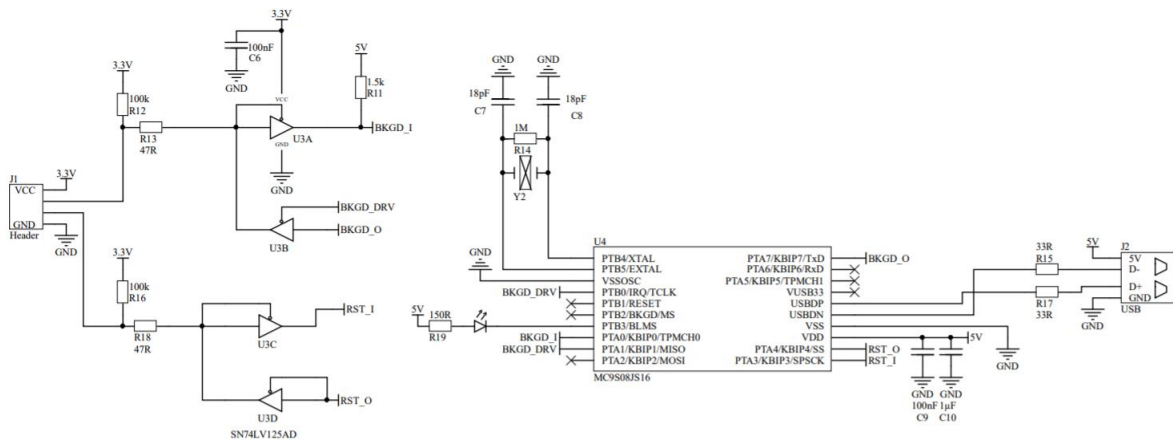 3.3V
100nF
C6
GND
5V
1.5k
R11
3.3V
100k
R12
VCC
U3A
BKGD_I
R13
47R
GND
GND
J1
VCC
GND
Header
3.3V
GND
BKGD_DRV
BKGD_O
U3B
3.3V
100k
R16
R18
47R
RST_I
U3C
RST_O
U3D
SN74LV125AD
GND
GND
18pF
C7
18pF
C8
1M
R14
Y2
GND
U4
PTB4/XTAL
PTB5/EXTAL
VSSOSC
PTB0/IRQ/TCLK
PTB1/RESET
PTB2/BKGD/MS
PTB3/BLMS
PTA0/KBIP0/TPMCH0
PTA1/KBIP1/MISO
PTA2/KBIP2/MOSI
PTA7/KBIP7/TxD
PTA6/KBIP6/RxD
PTA5/KBIP5/TPMCH1
VUSB33
USBDP
USBDN
VSS
VDD
PTA4/KBIP4/SS
PTA3/KBIP3/SPSCK
MC9S08JS16
BKGD_DRV
5V
150R
R19
BKGD_I
BKGD_DRV
BKGD_O
RST_O
RST_I
5V
GND
GND
GND
100nF
C9
1µF
C10
33R
R15
R17
33R
5V
GND
J2
5V
D-
D+
GND
USB